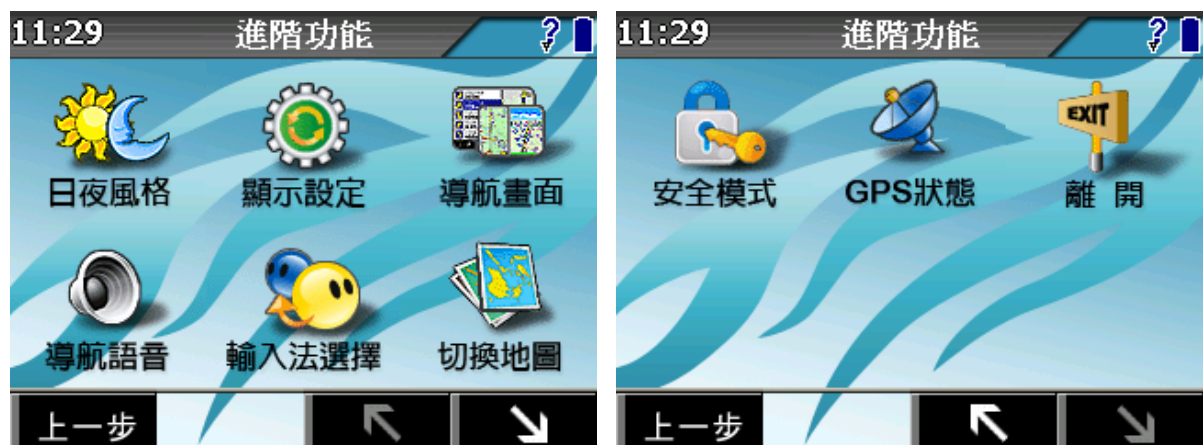 11:29 進階功能
日夜風格 顯示設定 導航畫面
導航語音 輸入法選擇 切換地圖
上一步
11:29 進階功能
EXIT
安全模式 GPS狀態 離 開
上一步